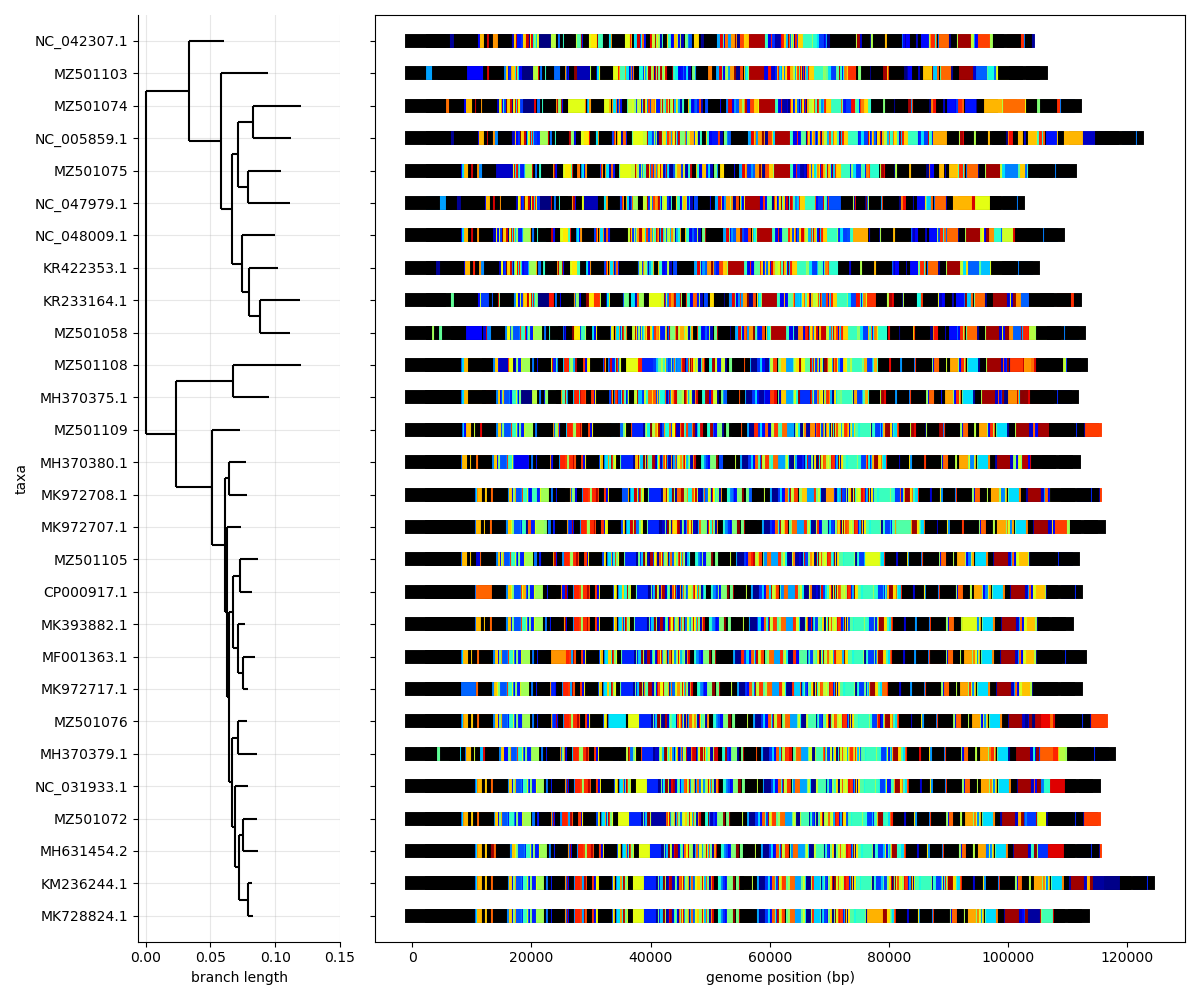 NC_042307.1
MZ501103
MZ501074
NC_005859.1
MZ501075
NC_047979.1
NC_048009.1
KR422353.1
KR233164.1
MZ501058
MZ501108
MH370375.1
MZ501109
MH370380.1
MK972708.1
MK972707.1
MZ501105
CP000917.1
MK393882.1
MF001363.1
MK972717.1
MZ501076
MH370379.1
NC_031933.1
MZ501072
MH631454.2
KM236244.1
MK728824.1
taxa
0.00 0.05 0.10 0.15
branch length
0 20000 40000 60000 80000 100000 120000
genome position (bp)